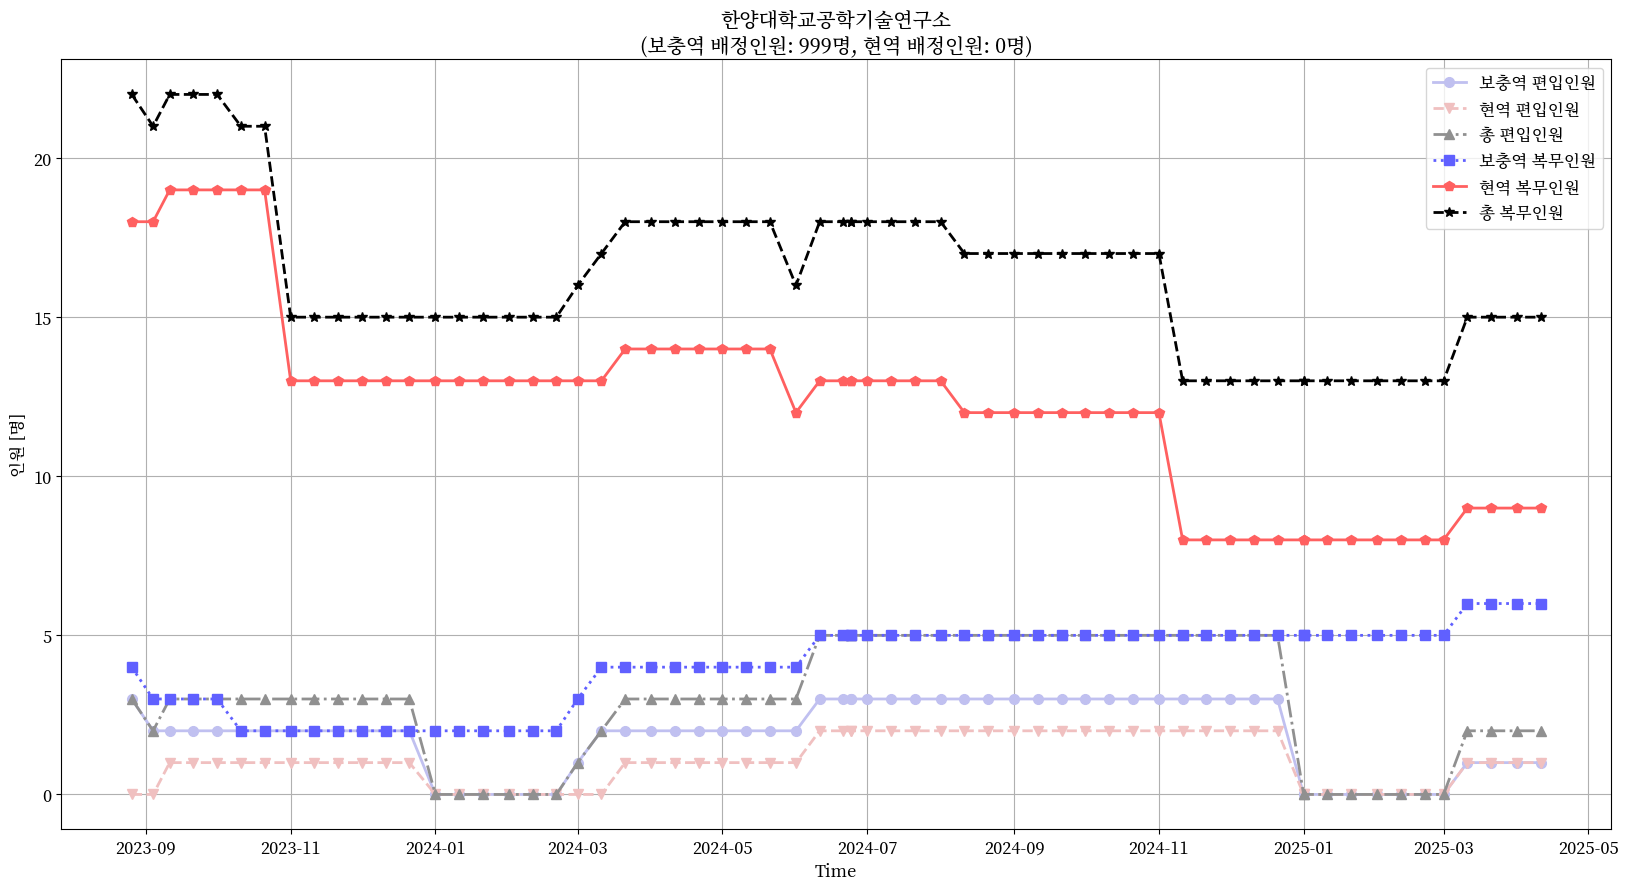 한양대학교공학기술연구소
(보충역 배정인원: 999명, 현역 배정인원: 0명)
보충역 편입인원
현역 편입인원
총 편입인원
보충역 복무인원
현역 복무인원
총 복무인원
인원 [명]
20
15
10
5
0
2023-09
2023-11
2024-01
2024-03
2024-05
2024-07
2024-09
2024-11
2025-01
2025-03
2025-05
Time